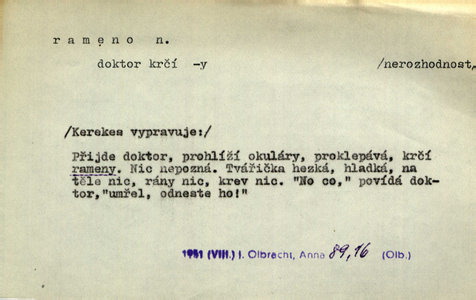 rameno n.
doktor krčí -y /nerozhodnost,
/Kerekes vypravuje:/
Přijde doktor, prohlíží okuláry, proklepává, krčí
rameny. Nic nepozná. Tvářička hezká, hladká, na
těle nic, rány nic, krev nic. "No co," povídá dok-
tor,"umřel, odneste ho!"
1951 (VIII.) I. Olbracht, Anna 89,16 (Olb.)